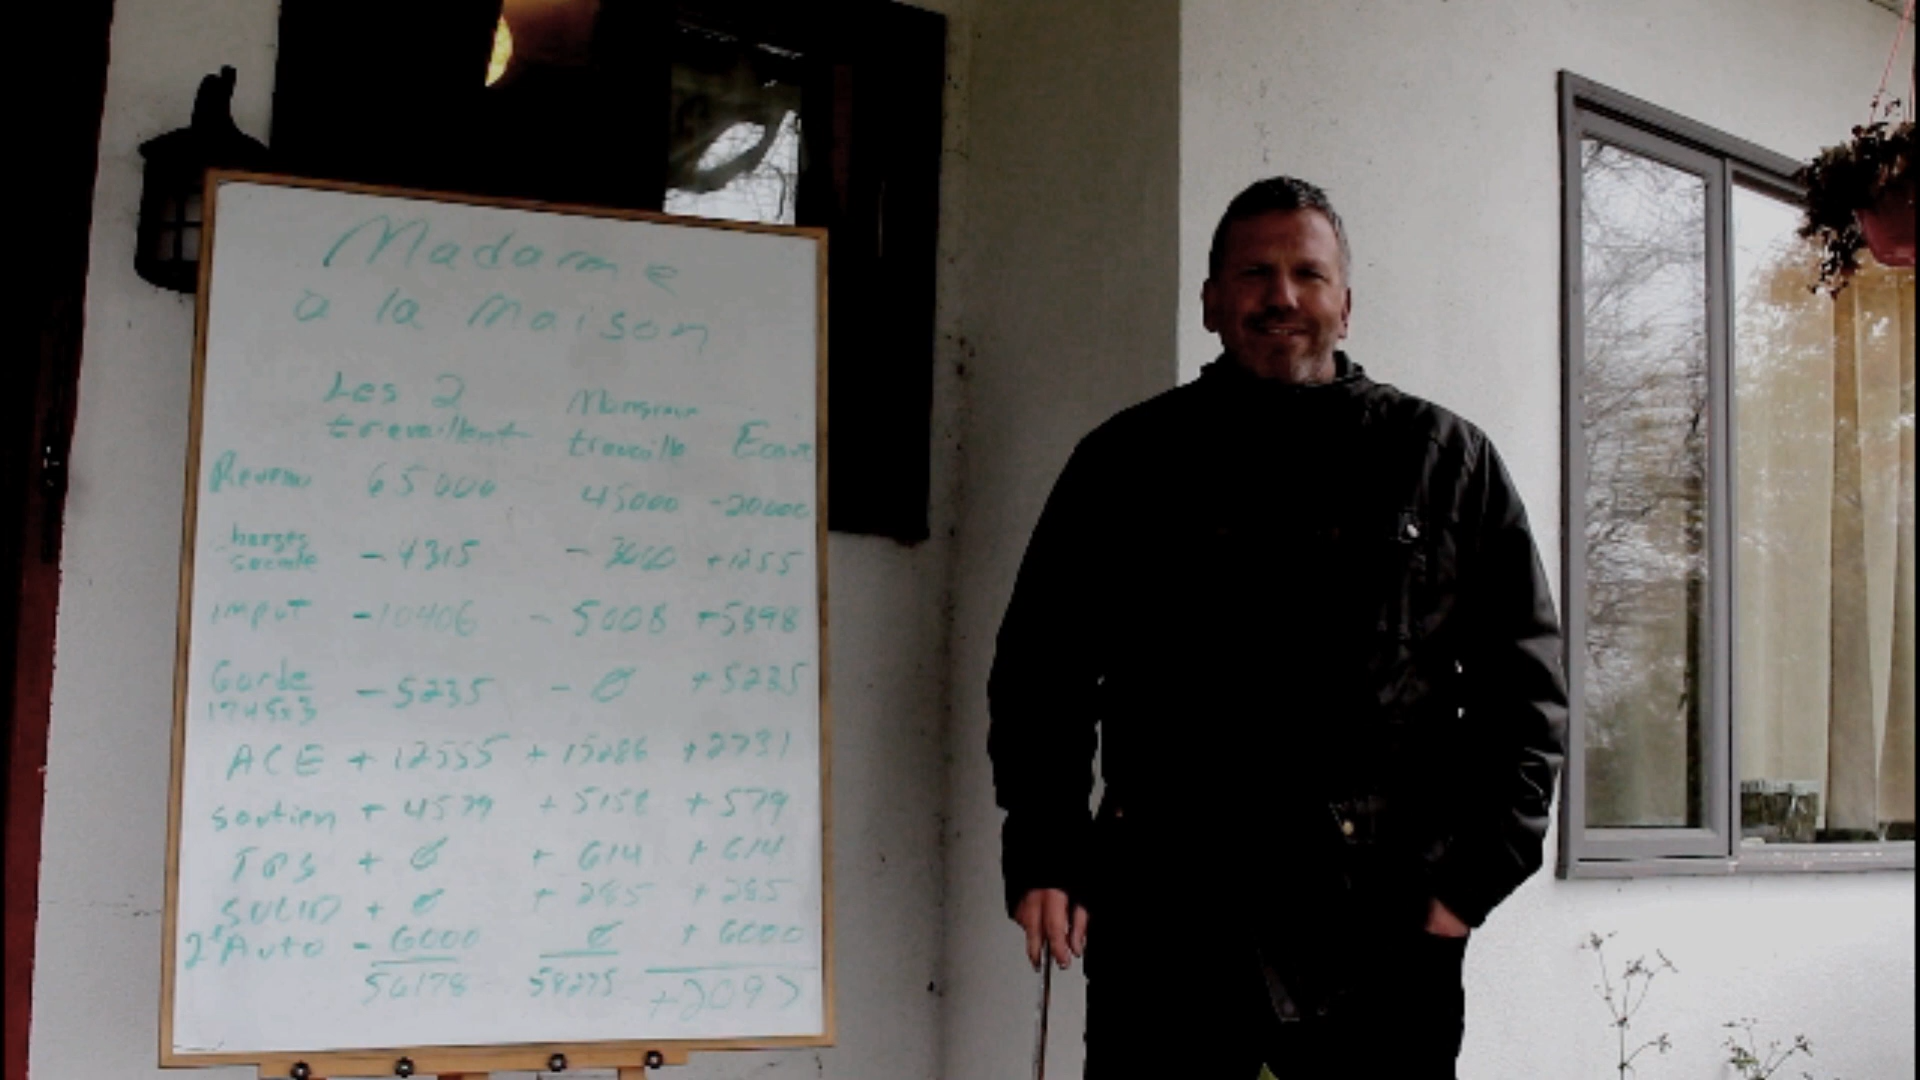 Madame
à la maison
Les 2 travaillent Monsieur travaille Ecart
Revenu 65000 45000 -20000
harges sociale -4315 -3060 +1255
impot -10406 -5008 +5398
Garde 1745x3 -5235 -0 +5235
ACE +12555 +15286 +2731
soutien +4579 +5158 +579
TPS +0 +614 +614
SOLID +0 +285 +285
2e Auto -6000 0 +6000
56178 58275 +2097